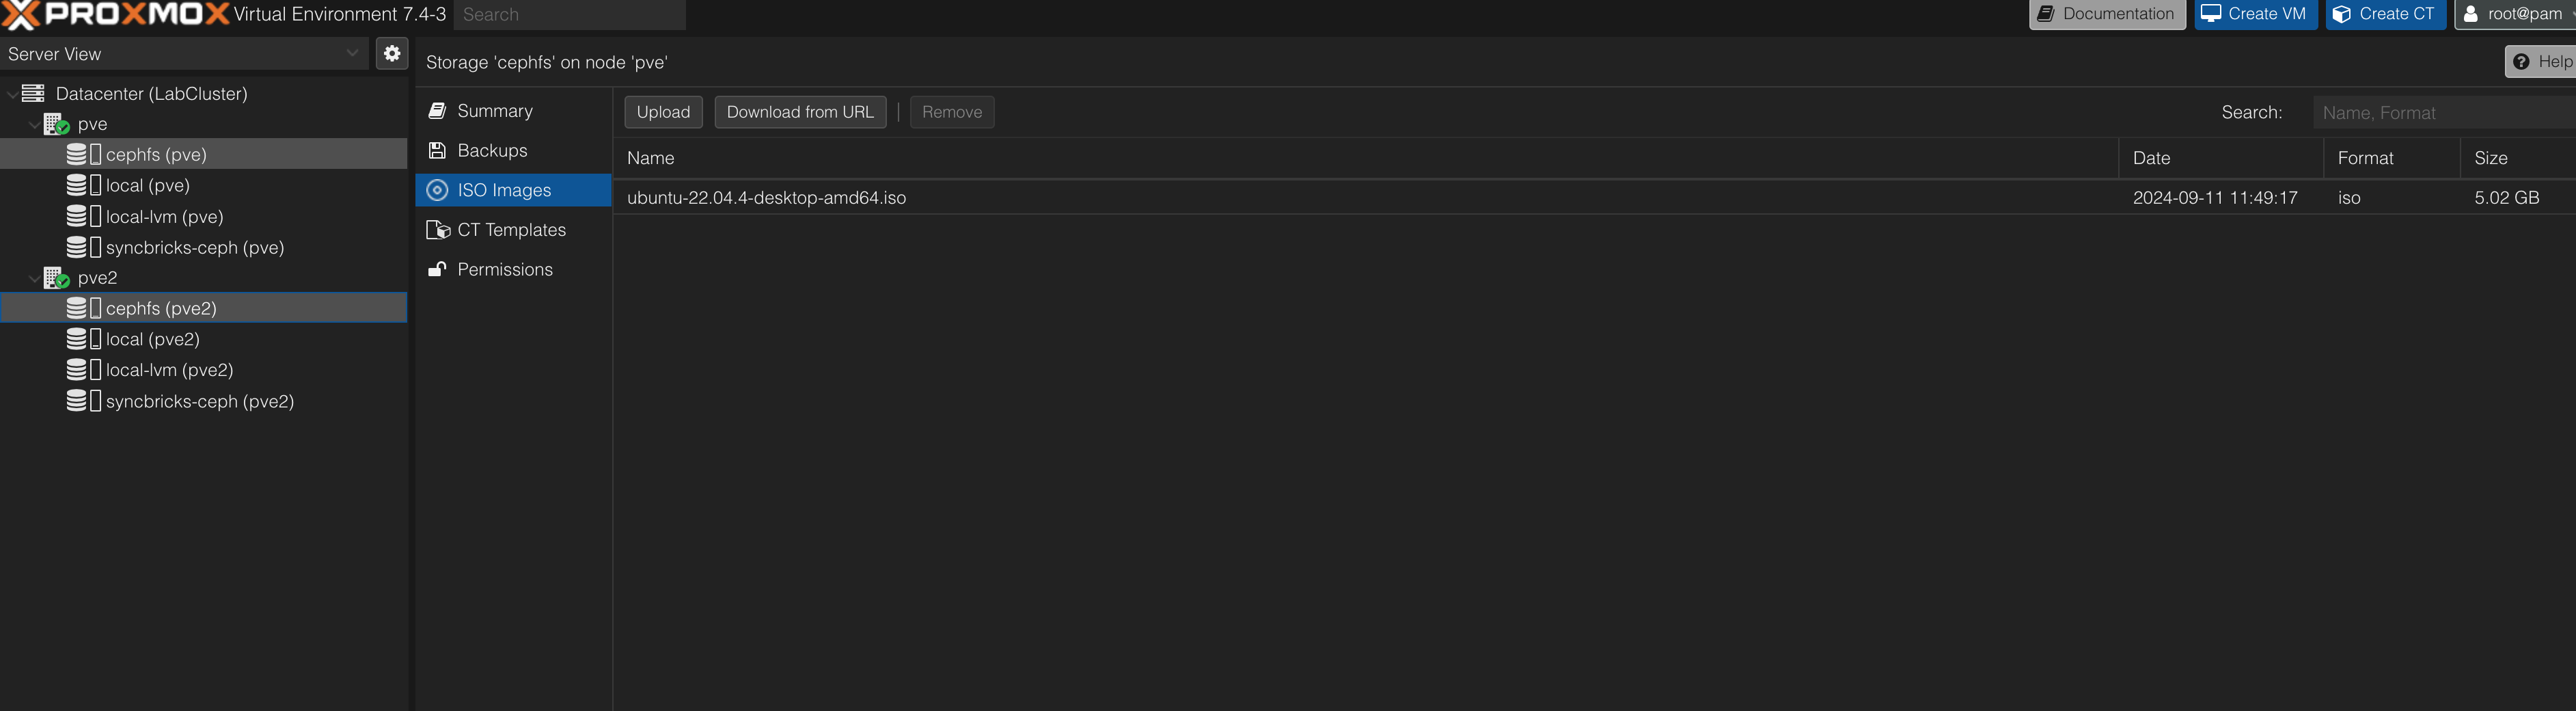 PROXMOX Virtual Environment 7.4-3 Search Documentation Create VM Create CT root@pam
Server View
Datacenter (LabCluster)
pve
cephfs (pve)
local (pve)
local-lvm (pve)
syncbricks-ceph (pve)
pve2
cephfs (pve2)
local (pve2)
local-lvm (pve2)
syncbricks-ceph (pve2)
Storage 'cephfs' on node 'pve' Help
Summary
Backups
ISO Images
CT Templates
Permissions
Upload Download from URL Remove Search: Name, Format
Name Date Format Size
ubuntu-22.04.4-desktop-amd64.iso 2024-09-11 11:49:17 iso 5.02 GB